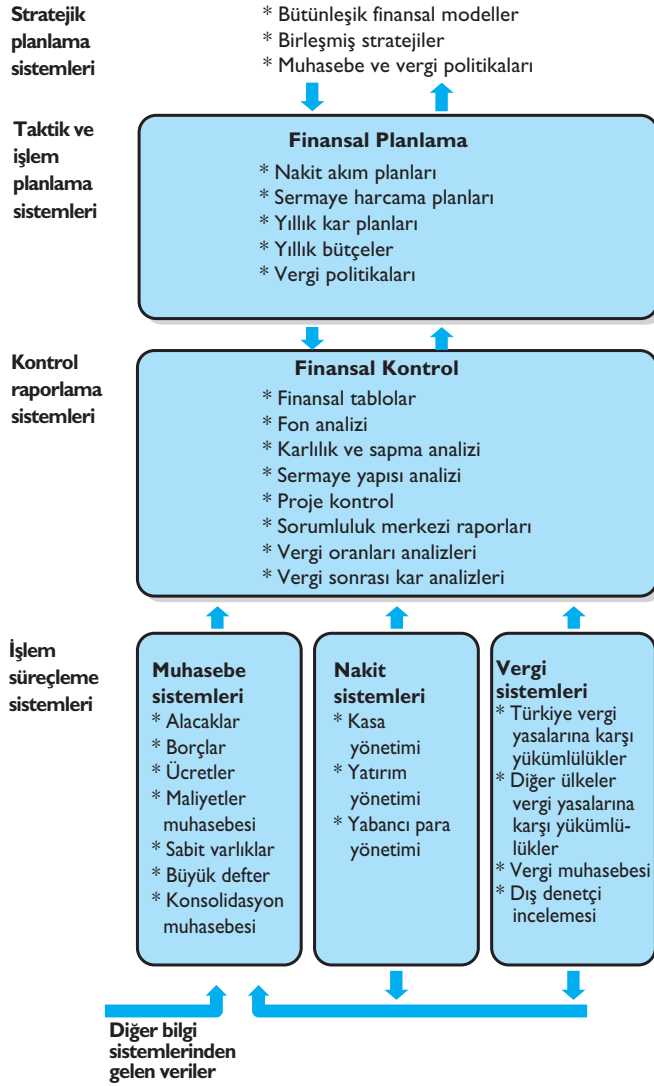 Stratejik
planlama
sistemleri
* Bütünleşik finansal modeller
* Birleşmiş stratejiler
* Muhasebe ve vergi politikaları
Taktik ve
işlem
planlama
sistemleri
Finansal Planlama
* Nakit akım planları
* Sermaye harcama planları
* Yıllık kar planları
* Yıllık bütçeler
* Vergi politikaları
Kontrol
raporlama
sistemleri
Finansal Kontrol
* Finansal tablolar
* Fon analizi
* Karlılık ve sapma analizi
* Sermaye yapısı analizi
* Proje kontrol
* Sorumluluk merkezi raporları
* Vergi oranları analizleri
* Vergi sonrası kar analizleri
İşlem
süreçleme
sistemleri
Muhasebe
sistemleri
* Alacaklar
* Borçlar
* Ücretler
* Maliyetler
muhasebesi
* Sabit varlıklar
* Büyük defter
* Konsolidasyon
muhasebesi
Nakit
sistemleri
* Kasa
yönetimi
* Yatırım
yönetimi
* Yabancı para
yönetimi
Vergi
sistemleri
* Türkiye vergi
yasalarına karşı
yükümlülükler
* Diğer ülkeler
vergi yasalarına
karşı yükümlü-
lükler
* Vergi muhasebesi
* Dış denetçi
incelemesi
Diğer bilgi
sistemlerinden
gelen veriler